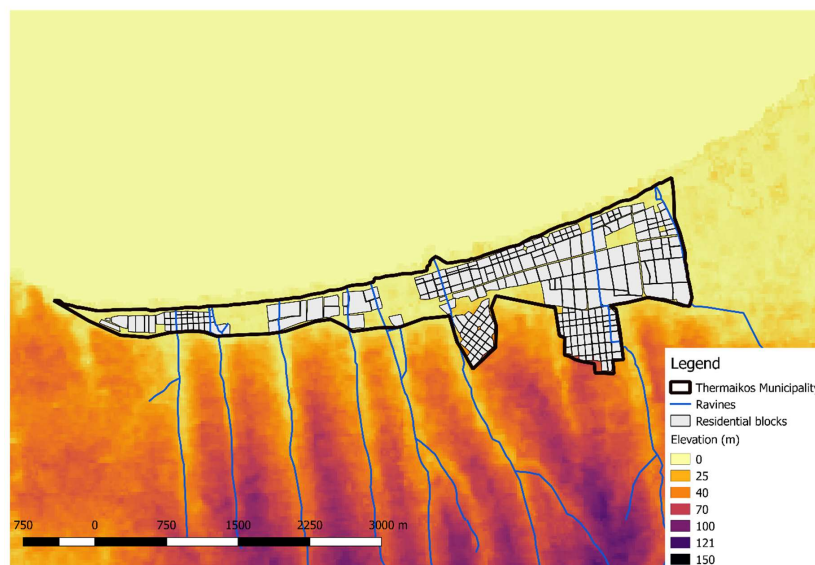 Legend
Thermaikos Municipality
Ravines
Residential blocks
Elevation (m)
0
25
40
70
100
121
150
750 0 750 1500 2250 3000 m